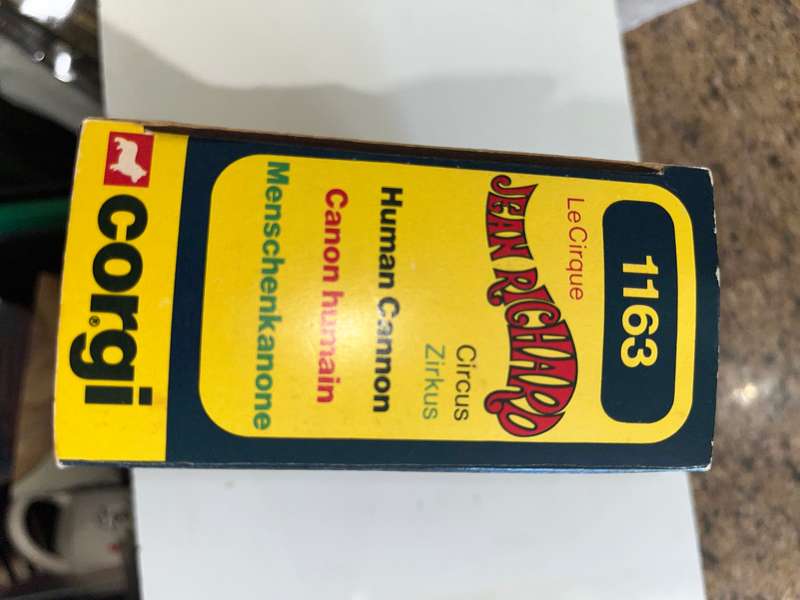 1163
Le Cirque
JEAN RICHARD
Circus
Zirkus
Human Cannon
Canon humain
Menschenkanone
corgi®